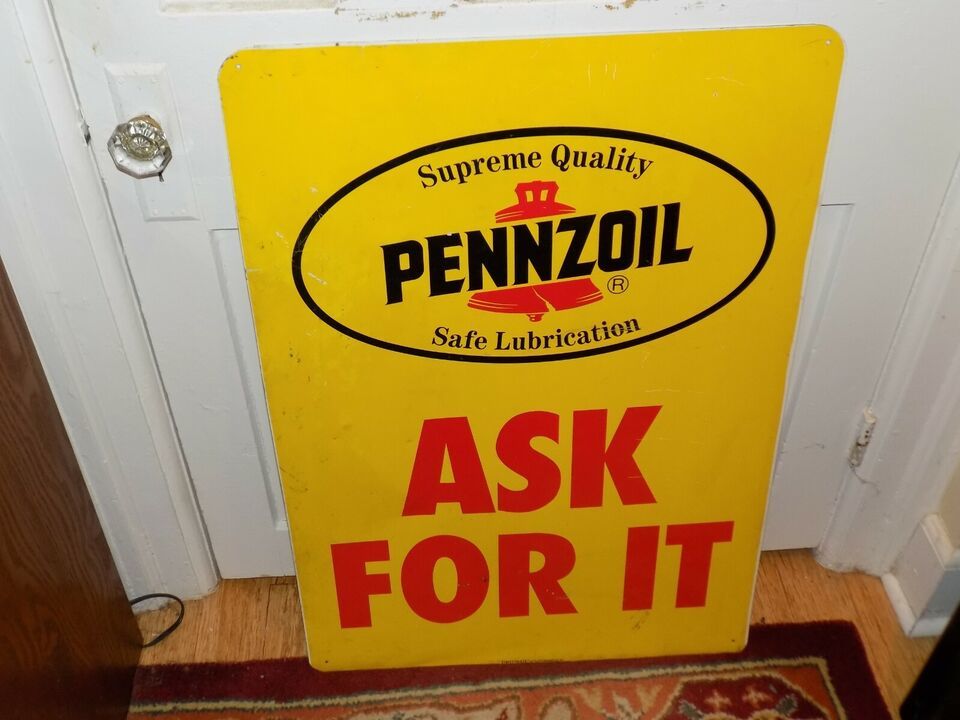 Supreme Quality
PENNZOIL
®
Safe Lubrication
ASK
FOR IT